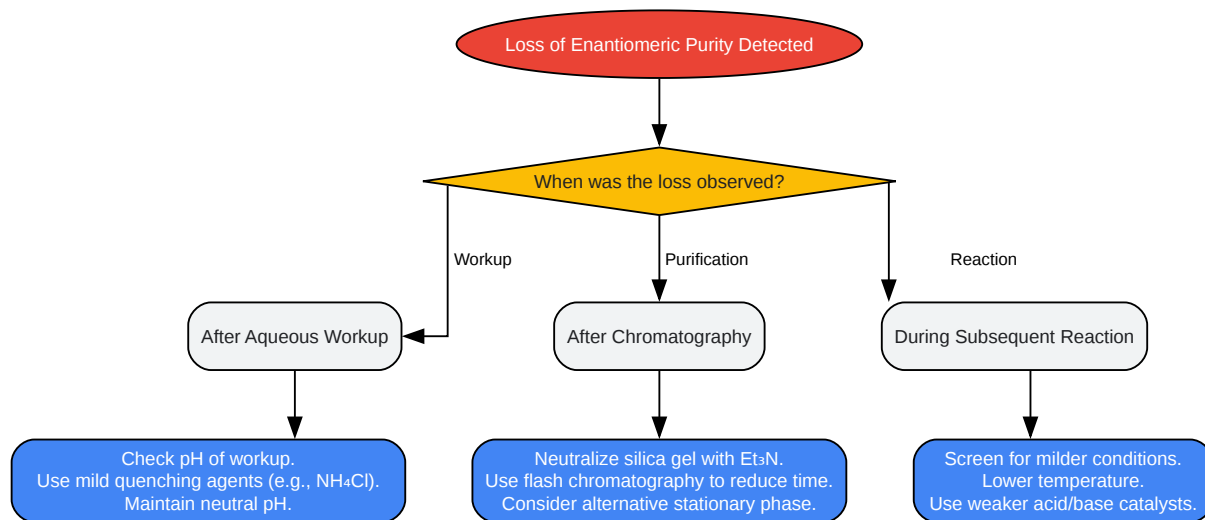 Loss of Enantiomeric Purity Detected
When was the loss observed?
Workup
Purification
Reaction
After Aqueous Workup
After Chromatography
During Subsequent Reaction
Check pH of workup.
Use mild quenching agents (e.g., NH₄Cl).
Maintain neutral pH.
Neutralize silica gel with Et₃N.
Use flash chromatography to reduce time.
Consider alternative stationary phase.
Screen for milder conditions.
Lower temperature.
Use weaker acid/base catalysts.